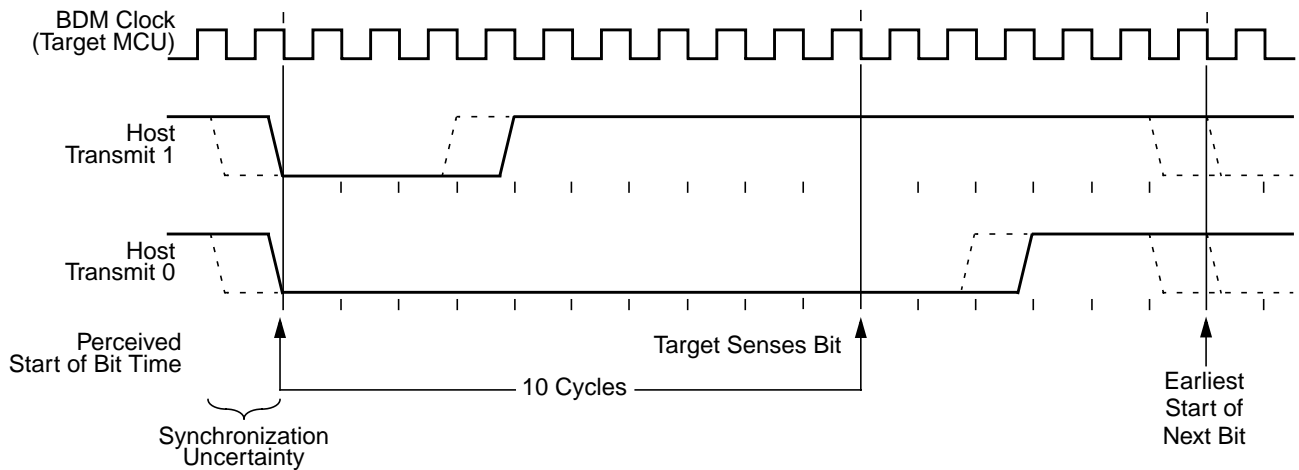 BDM Clock
(Target MCU)
Host
Transmit 1
Host
Transmit 0
Perceived
Start of Bit Time
Target Senses Bit
10 Cycles
Earliest
Start of
Next Bit
Synchronization
Uncertainty